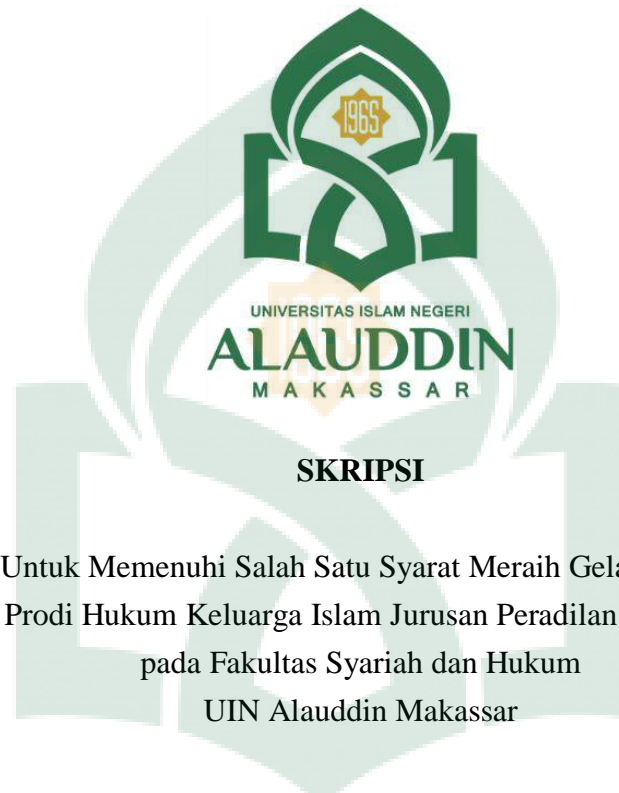 1965
UNIVERSITAS ISLAM NEGERI
ALAUDDIN
MAKASSAR
SKRIPSI
Untuk Memenuhi Salah Satu Syarat Meraih
Prodi Hukum Keluarga Islam Jurusan Peradilan
pada Fakultas Syariah dan Hukum
UIN Alauddin Makassar